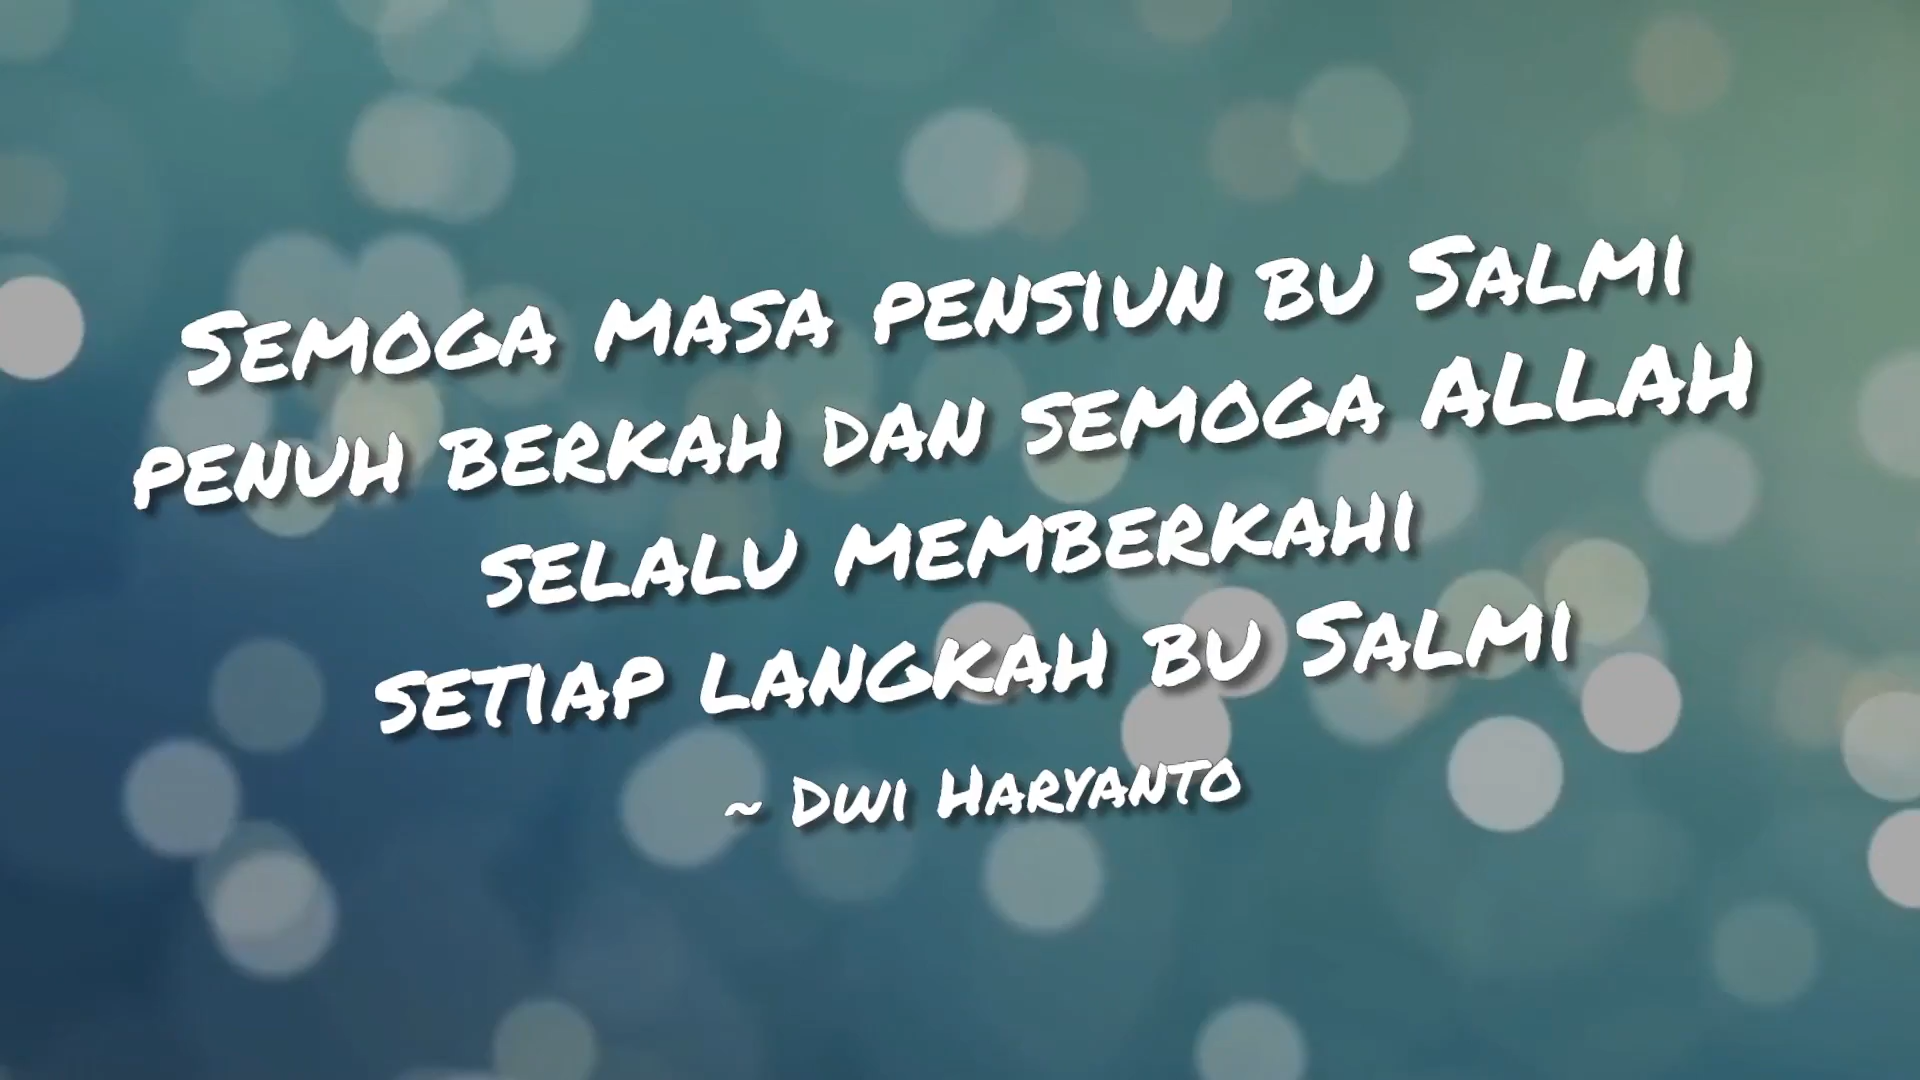 Semoga masa pensiun bu Salmi
penuh berkah dan semoga ALLAH
selalu memberkahi
setiap langkah bu Salmi
~ Dwi Haryanto